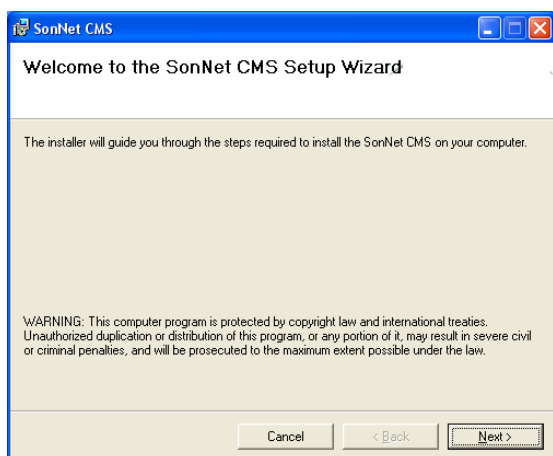 SonNet CMS
Welcome to the SonNet CMS Setup Wizard
The installer will guide you through the steps required to install the SonNet CMS on your computer.
WARNING: This computer program is protected by copyright law and international treaties.
Unauthorized duplication or distribution of this program, or any portion of it, may result in severe civil
or criminal penalties, and will be prosecuted to the maximum extent possible under the law.
Cancel
< Back
Next >